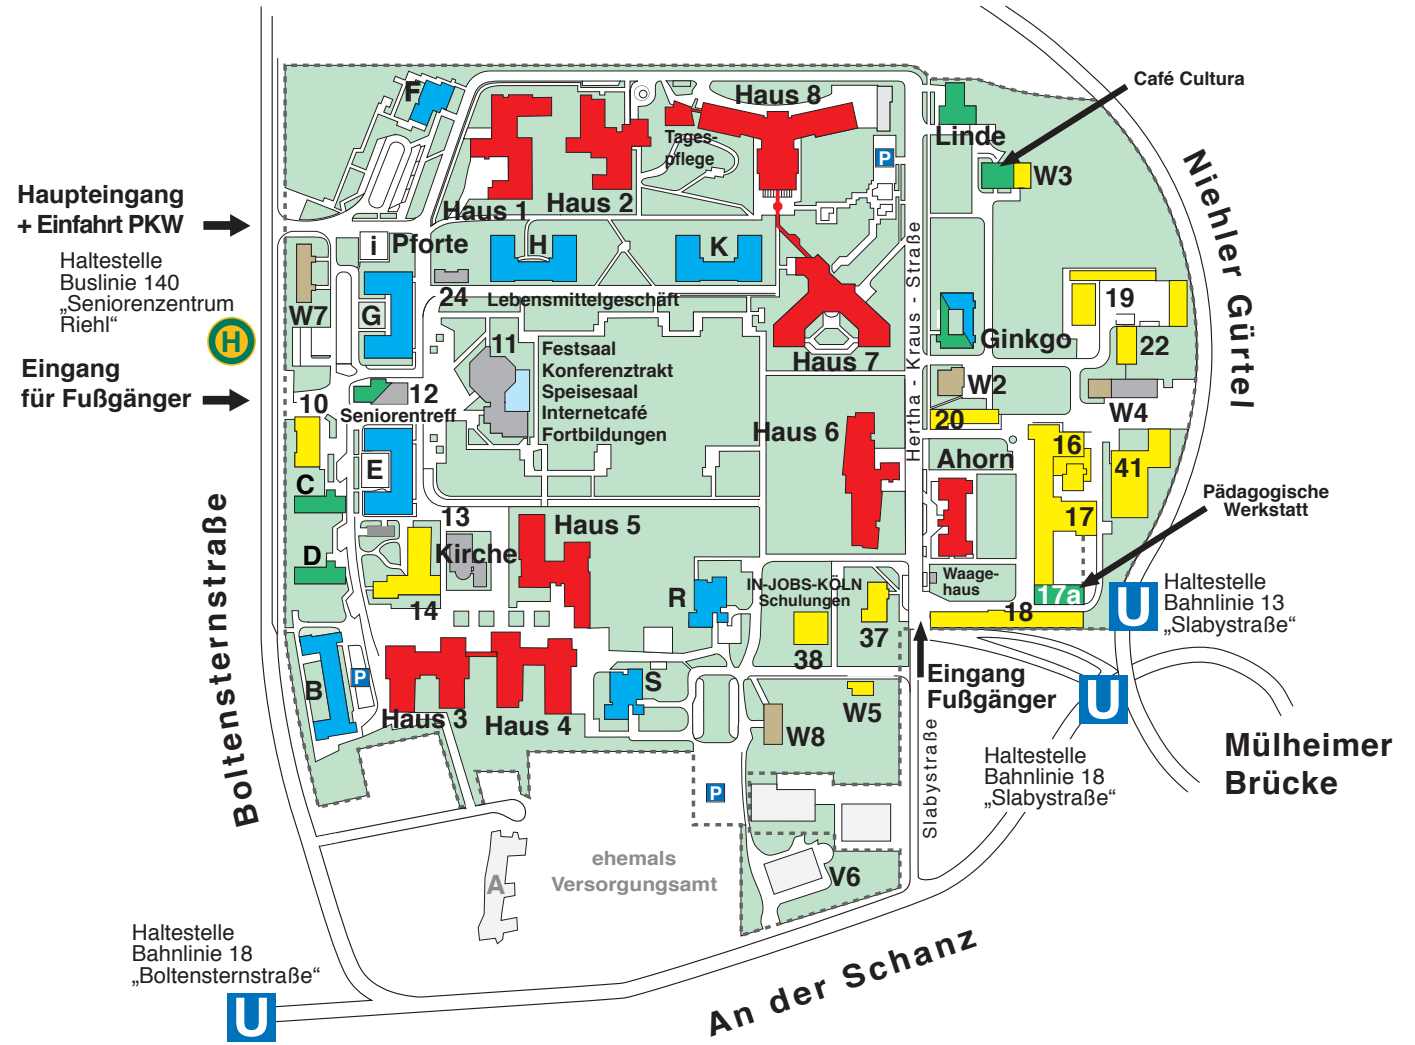 Café Cultura
F
Haus 8
Linde
Tages-
pflege
P
W3
Niehler Gürtel
Haupteingang
+ Einfahrt PKW
Haus 1
Haus 2
i
Pforte
H
K
Hertha - Kraus - Straße
Haltestelle
Buslinie 140
„Seniorenzentrum
Riehl“
H
W7
G
24
Lebensmittelgeschäft
19
Ginkgo
22
Haus 7
11
Festsaal
Konferenztrakt
Speisesaal
Internetcafé
Fortbildungen
Eingang
für Fußgänger
10
12
Seniorentreff
W2
W4
20
Haus 6
16
Ahorn
41
E
C
Pädagogische
Werkstatt
17
13
Haus 5
Kirche
D
Boltensternstraße
14
R
IN-JOBS-KÖLN
Schulungen
Waage-
haus
17a
18
U
Haltestelle
Bahnlinie 13
„Slabystraße“
37
38
Eingang
Fußgänger
B
P
Haus 3
Haus 4
S
W5
W8
U
Mülheimer
Brücke
Slabystraße
Haltestelle
Bahnlinie 18
„Slabystraße“
P
ehemals
Versorgungsamt
A
V6
An der Schanz
Haltestelle
Bahnlinie 18
„Boltensternstraße“
U